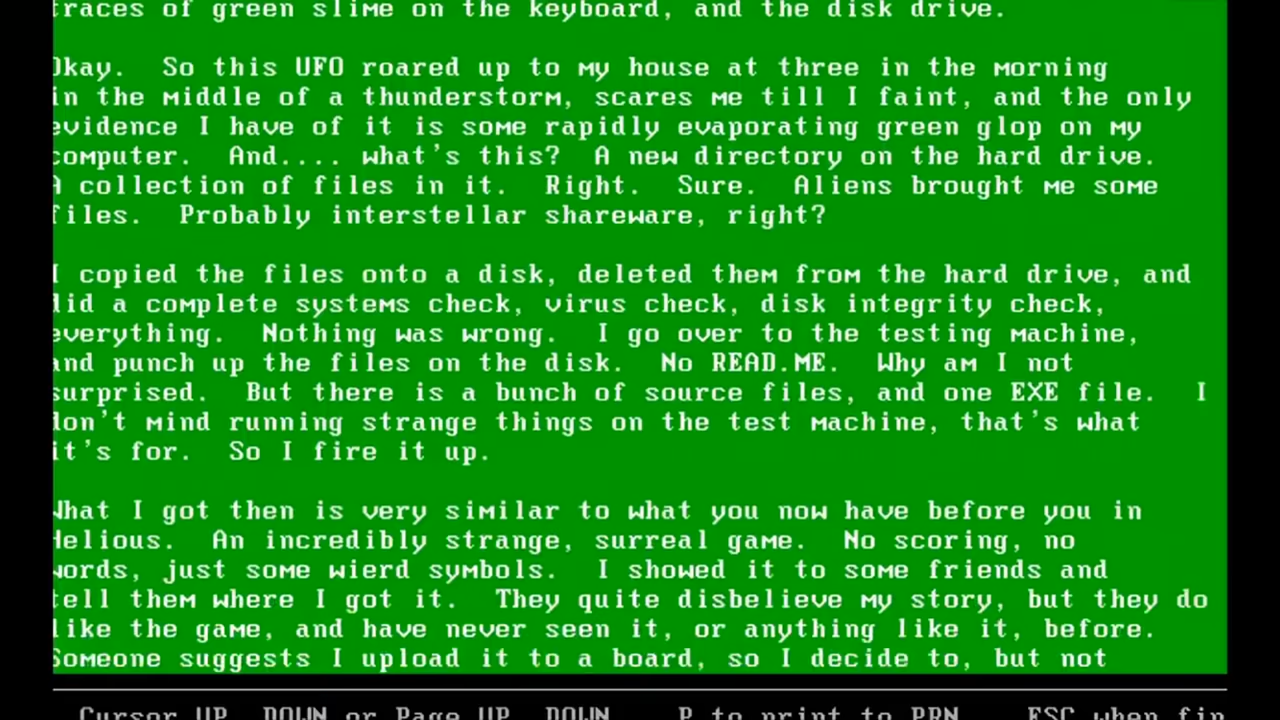 traces of green slime on the keyboard, and the disk drive.
Okay. So this UFO roared up to my house at three in the morning
in the middle of a thunderstorm, scares me till I faint, and the only
evidence I have of it is some rapidly evaporating green glop on my
computer. And.... what's this? A new directory on the hard drive.
A collection of files in it. Right. Sure. Aliens brought me some
files. Probably interstellar shareware, right?
I copied the files onto a disk, deleted them from the hard drive, and
did a complete systems check, virus check, disk integrity check,
everything. Nothing was wrong. I go over to the testing machine,
and punch up the files on the disk. No READ.ME. Why am I not
surprised. But there is a bunch of source files, and one EXE file. I
don't mind running strange things on the test machine, that's what
it's for. So I fire it up.
What I got then is very similar to what you now have before you in
Helious. An incredibly strange, surreal game. No scoring, no
words, just some wierd symbols. I showed it to some friends and
tell them where I got it. They quite disbelieve my story, but they do
like the game, and have never seen it, or anything like it, before.
Someone suggests I upload it to a board, so I decide to, but not
Cursor UP DOWN or Page UP DOWN P to print to PRN ESC when fin